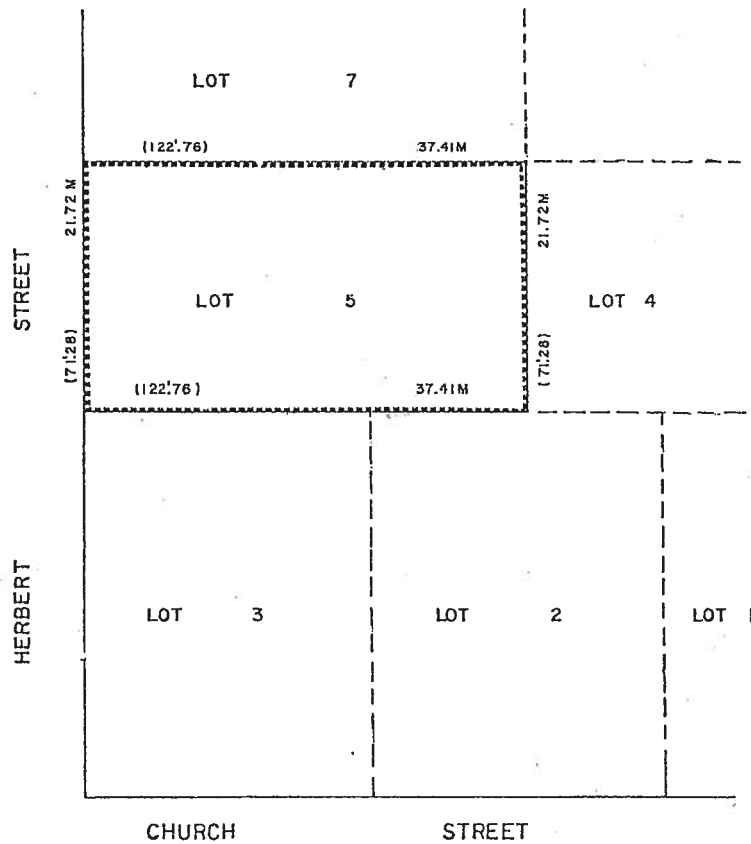 LOT 7
(122'.76) 37.41M
21.72 M
21.72M
STREET
LOT 5
LOT 4
(71'.28)
(71'.28)
(122'.76) 37.41M
HERBERT
LOT 3
LOT 2
LOT
CHURCH STREET